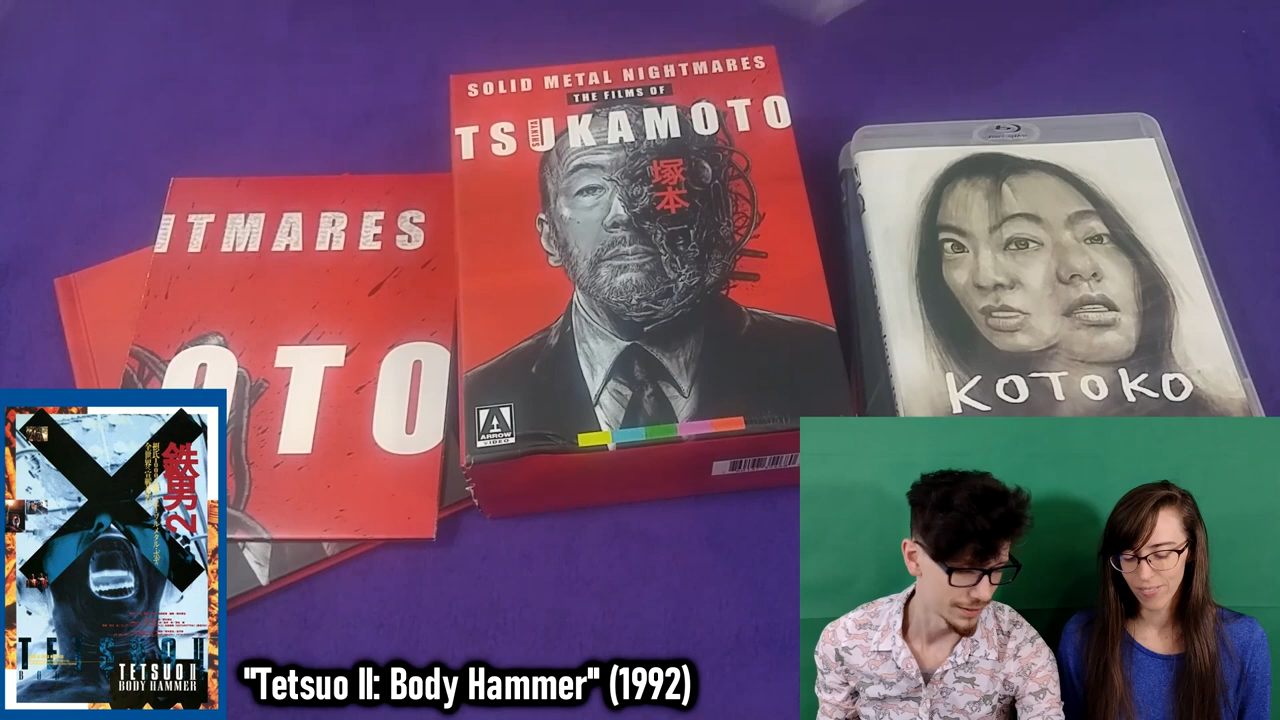 SOLID METAL NIGHTMARES
THE FILMS OF
SHINYA
TSUKAMOTO
塚本
ITMARES
OTO
ARROW
VIDEO
KOTOKO
鉄男2
TETSUO II
BODY HAMMER
"Tetsuo II: Body Hammer" (1992)